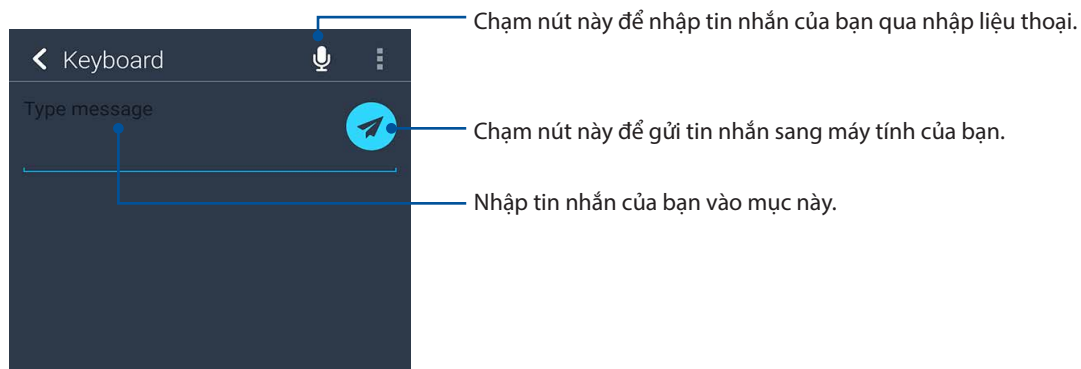 Chạm nút này để nhập tin nhắn của bạn qua nhập liệu thoại.
Keyboard
Type message
Chạm nút này để gửi tin nhắn sang máy tính của bạn.
Nhập tin nhắn của bạn vào mục này.